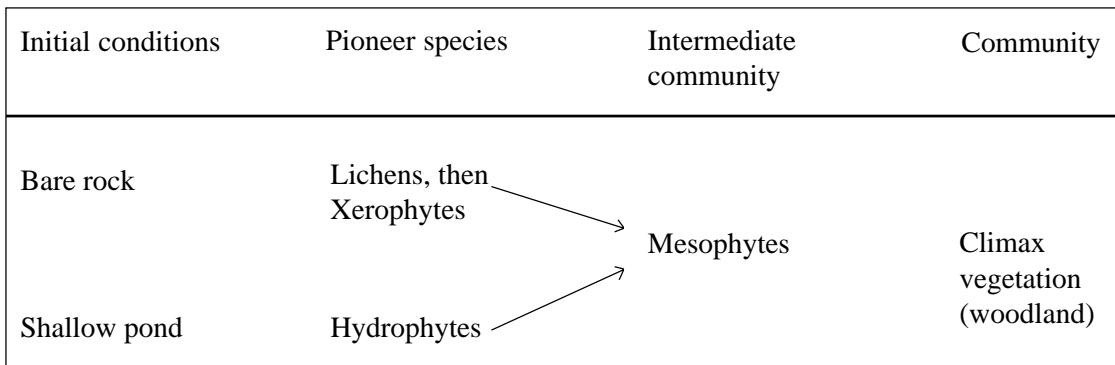 Initial conditions
Pioneer species
Intermediate
community
Community
Bare rock
Lichens, then
Xerophytes
Mesophytes
Climax
vegetation
(woodland)
Shallow pond
Hydrophytes